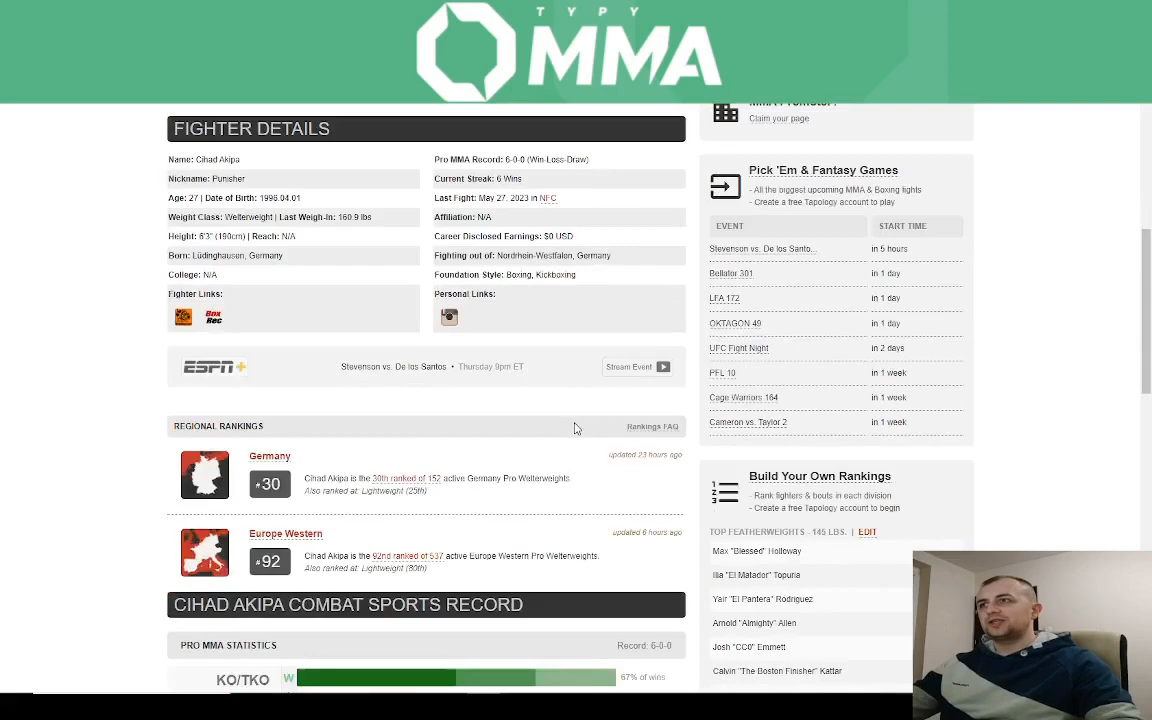 TYPY
MMA
FIGHTER DETAILS
Name: Cihad Akipa
Pro MMA Record: 6-0-0 (Win-Loss-Draw)
Nickname: Punisher
Current Streak: 6 Wins
Age: 27 | Date of Birth: 1996.04.01
Last Fight: May 27, 2023 in NFC
Weight Class: Welterweight | Last Weigh-In: 160.9 lbs
Affiliation: N/A
Height: 6'3" (190cm) | Reach: N/A
Career Disclosed Earnings: $0 USD
Born: Lüdinghausen, Germany
Fighting out of: Nordrhein-Westfalen, Germany
College: N/A
Foundation Style: Boxing, Kickboxing
Fighter Links:
Personal Links:
Box
Rec
ESPN+
Stevenson vs. De los Santos • Thursday 9pm ET
Stream Event
REGIONAL RANKINGS
Rankings FAQ
Germany
updated 23 hours ago
#30
Cihad Akipa is the 30th ranked of 152 active Germany Pro Welterweights.
Also ranked at: Lightweight (25th)
Europe Western
updated 6 hours ago
#92
Cihad Akipa is the 92nd ranked of 537 active Europe Western Pro Welterweights.
Also ranked at: Lightweight (80th)
CIHAD AKIPA COMBAT SPORTS RECORD
PRO MMA STATISTICS
Record: 6-0-0
KO/TKO
W
67% of wins
Claim your page
Pick 'Em & Fantasy Games
- All the biggest upcoming MMA & Boxing fights
- Create a free Tapology account to play
EVENT
START TIME
Stevenson vs. De los Santo...
in 5 hours
Bellator 301
in 1 day
LFA 172
in 1 day
OKTAGON 49
in 1 day
UFC Fight Night
in 2 days
PFL 10
in 1 week
Cage Warriors 164
in 1 week
Cameron vs. Taylor 2
in 1 week
Build Your Own Rankings
1
2
3
- Rank fighters & bouts in each division
- Create a free Tapology account to begin
TOP FEATHERWEIGHTS - 145 LBS. | EDIT
Max "Blessed" Holloway
Ilia "El Matador" Topuria
Yair "El Pantera" Rodriguez
Arnold "Almighty" Allen
Josh "CC0" Emmett
Calvin "The Boston Finisher" Kattar